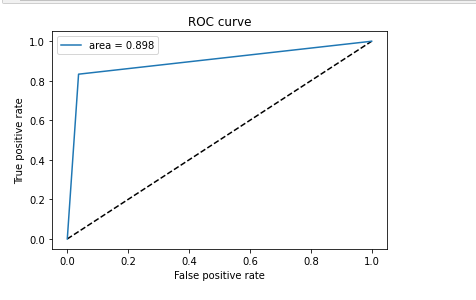 ROC curve
area = 0.898
1.0
0.8
0.6
0.4
0.2
0.0
True positive rate
0.0 0.2 0.4 0.6 0.8 1.0
False positive rate